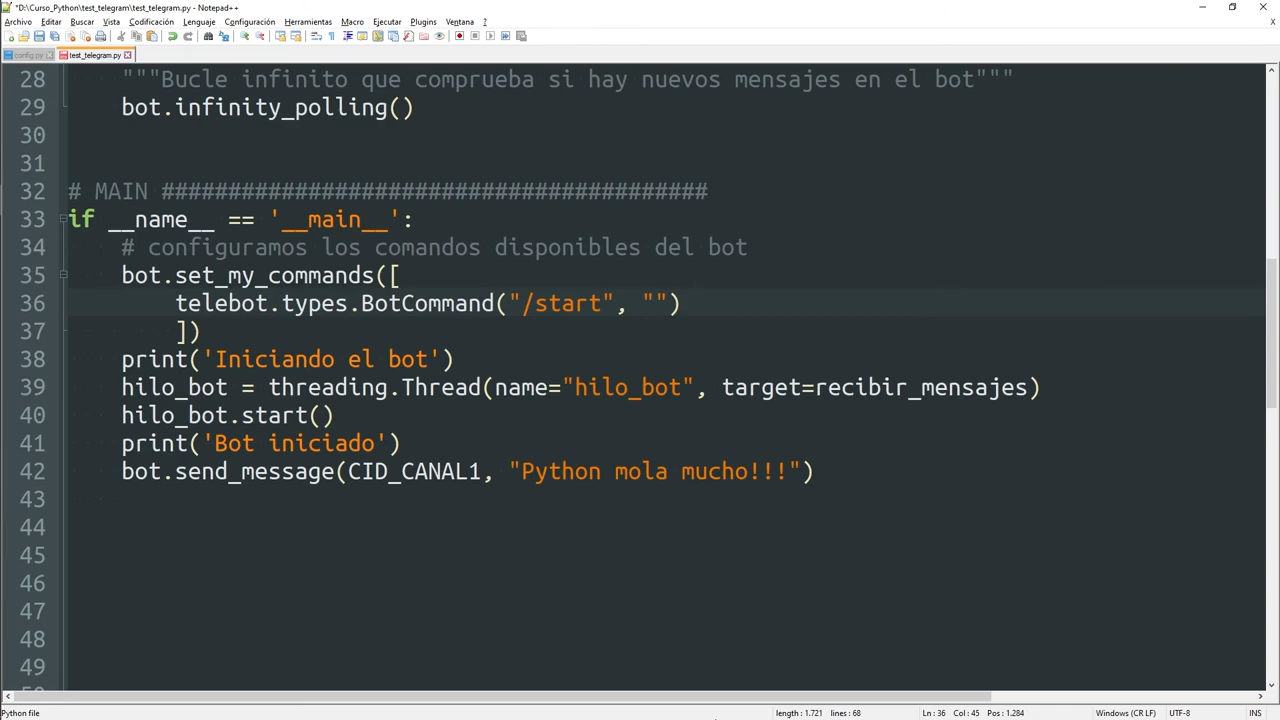 *D:\Curso_Python\test_telegram\test_telegram.py - Notepad++
Archivo Editar Buscar Vista Codificación Lenguaje Configuración Herramientas Macro Ejecutar Plugins Ventana ?
config.py test_telegram.py
28 """Bucle infinito que comprueba si hay nuevos mensajes en el bot"""
29 bot.infinity_polling()
30
31
32 # MAIN #########################################
33 if __name__ == '__main__':
34 # configuramos los comandos disponibles del bot
35 bot.set_my_commands([
36 telebot.types.BotCommand("/start", "")
37 ])
38 print('Iniciando el bot')
39 hilo_bot = threading.Thread(name="hilo_bot", target=recibir_mensajes)
40 hilo_bot.start()
41 print('Bot iniciado')
42 bot.send_message(CID_CANAL1, "Python mola mucho!!!")
43
44
45
46
47
48
49
Python file length : 1.721 lines : 68 Ln : 36 Col : 45 Pos : 1.284 Windows (CR LF) UTF-8 INS